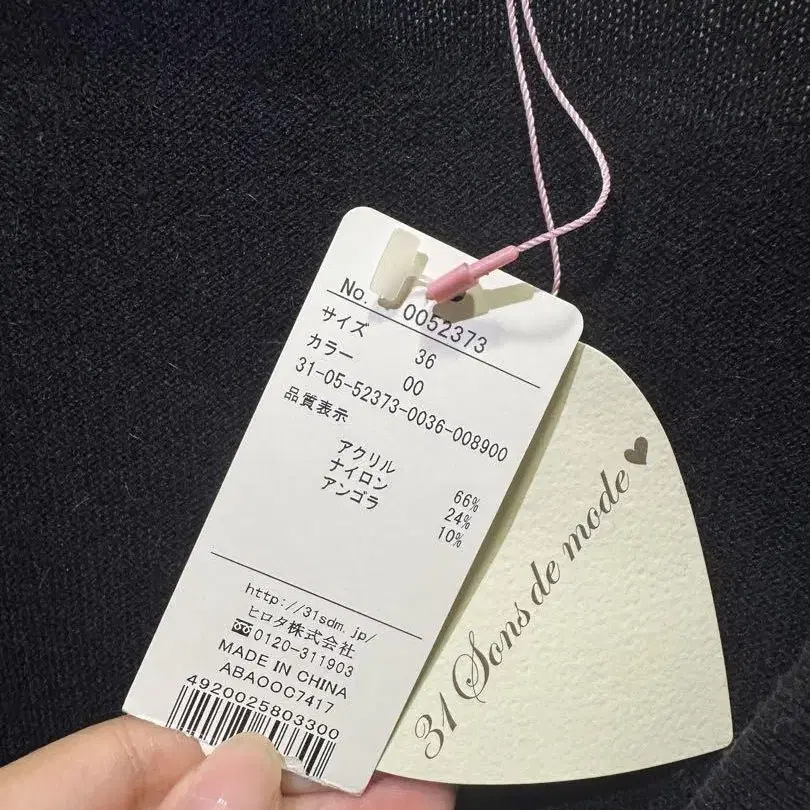 No. 0052373
サイズ 36
カラー 00
31-05-52373-0036-008900
品質表示
アクリル 66%
ナイロン 24%
アンゴラ 10%
http://31sdm.jp/
ヒロタ株式会社
0120-311903
MADE IN CHINA
ABAOOC7417
4920025803300
31 Sons de mode